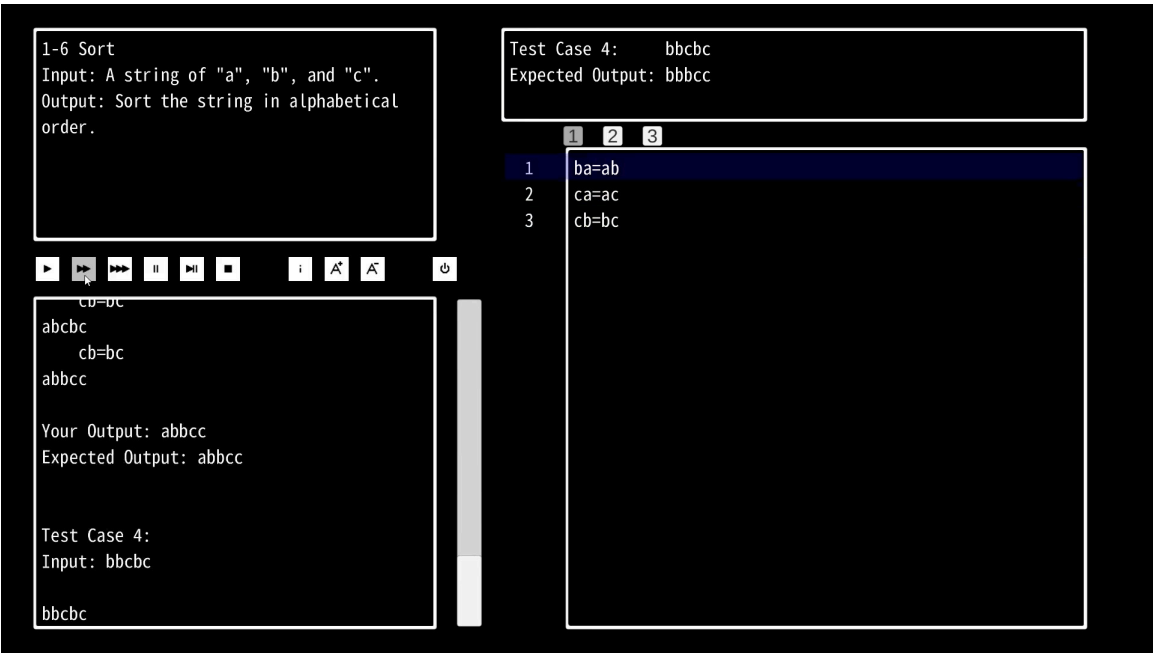 1-6 Sort
Input: A string of "a", "b", and "c".
Output: Sort the string in alphabetical
order.
Test Case 4: bbcbc
Expected Output: bbbcc
1 2 3
1 ba=ab
2 ca=ac
3 cb=bc
i A+ A-
cb=bc
abcbc
cb=bc
abbcc
Your Output: abbcc
Expected Output: abbcc
Test Case 4:
Input: bbcbc
bbcbc